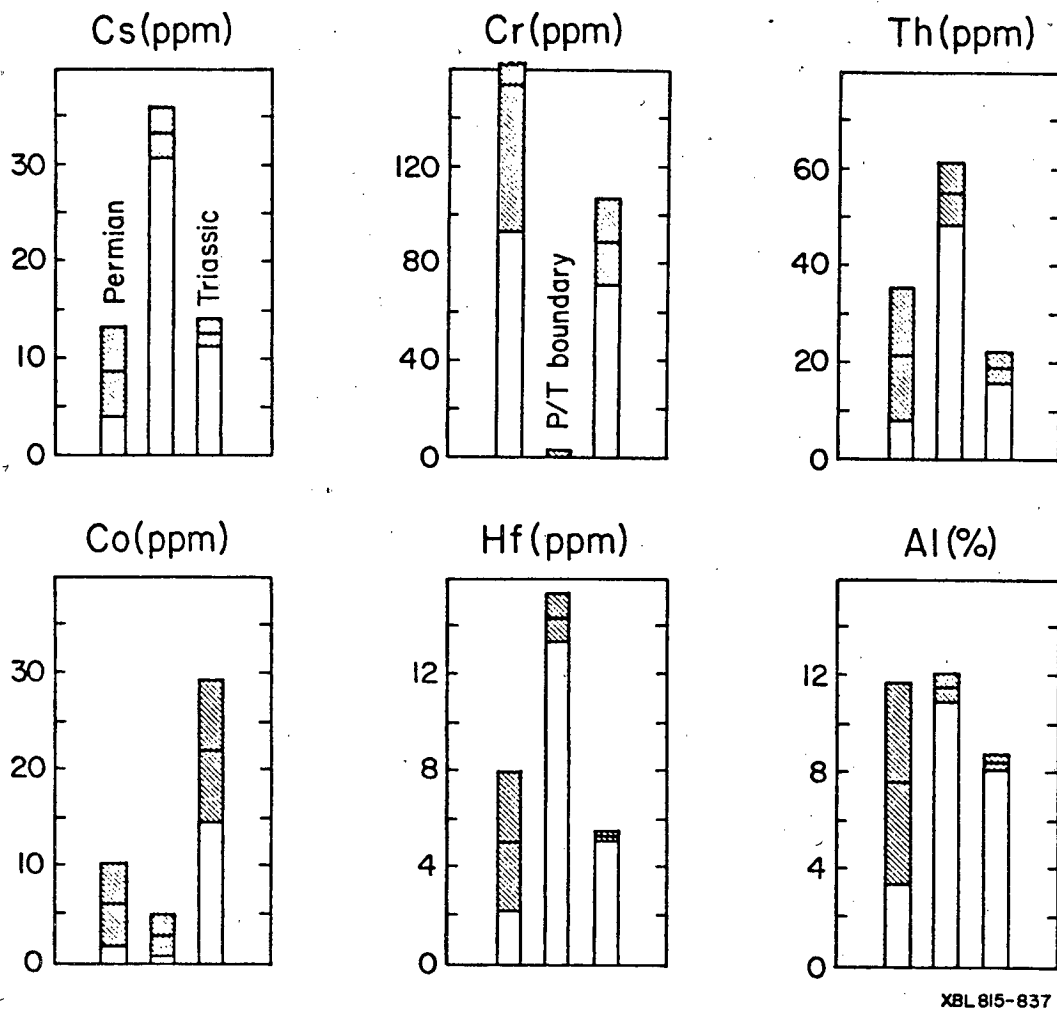 Cs(ppm)
Cr(ppm)
Th(ppm)
30
20
10
0
Permian
Triassic
120
80
40
0
P/T boundary
60
40
20
0
Co(ppm)
Hf(ppm)
Al(%)
30
20
10
0
12
8
4
0
12
8
4
0
XBL 815-837